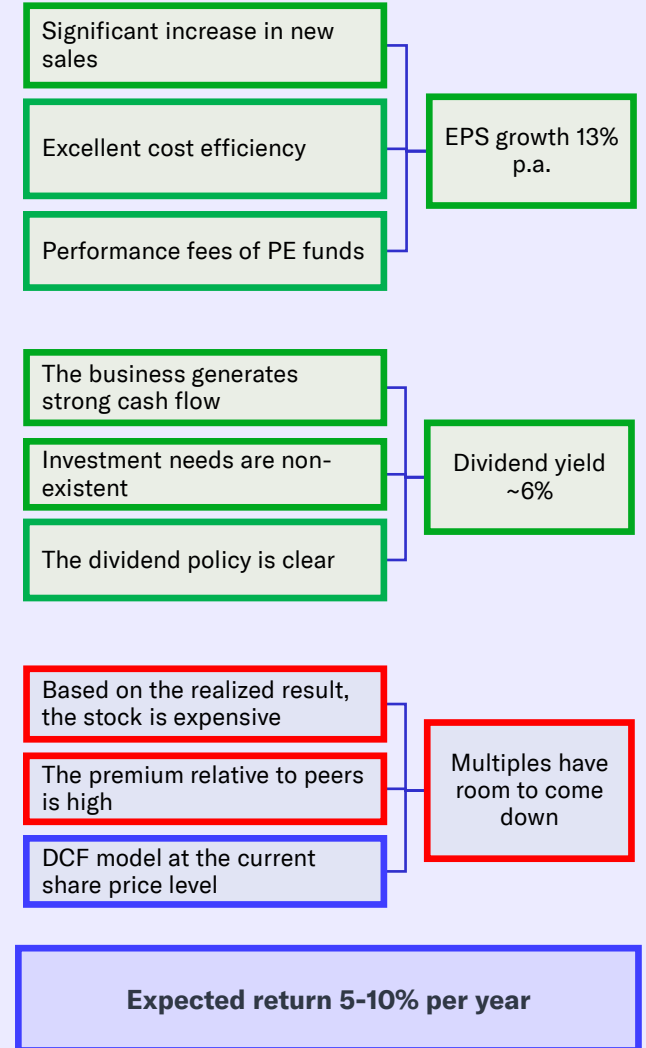 Significant increase in new
sales
Excellent cost efficiency
Performance fees of PE funds
EPS growth 13%
p.a.
The business generates
strong cash flow
Investment needs are non-
existent
The dividend policy is clear
Dividend yield
~6%
Based on the realized result,
the stock is expensive
The premium relative to peers
is high
DCF model at the current
share price level
Multiples have
room to come
down
Expected return 5-10% per year